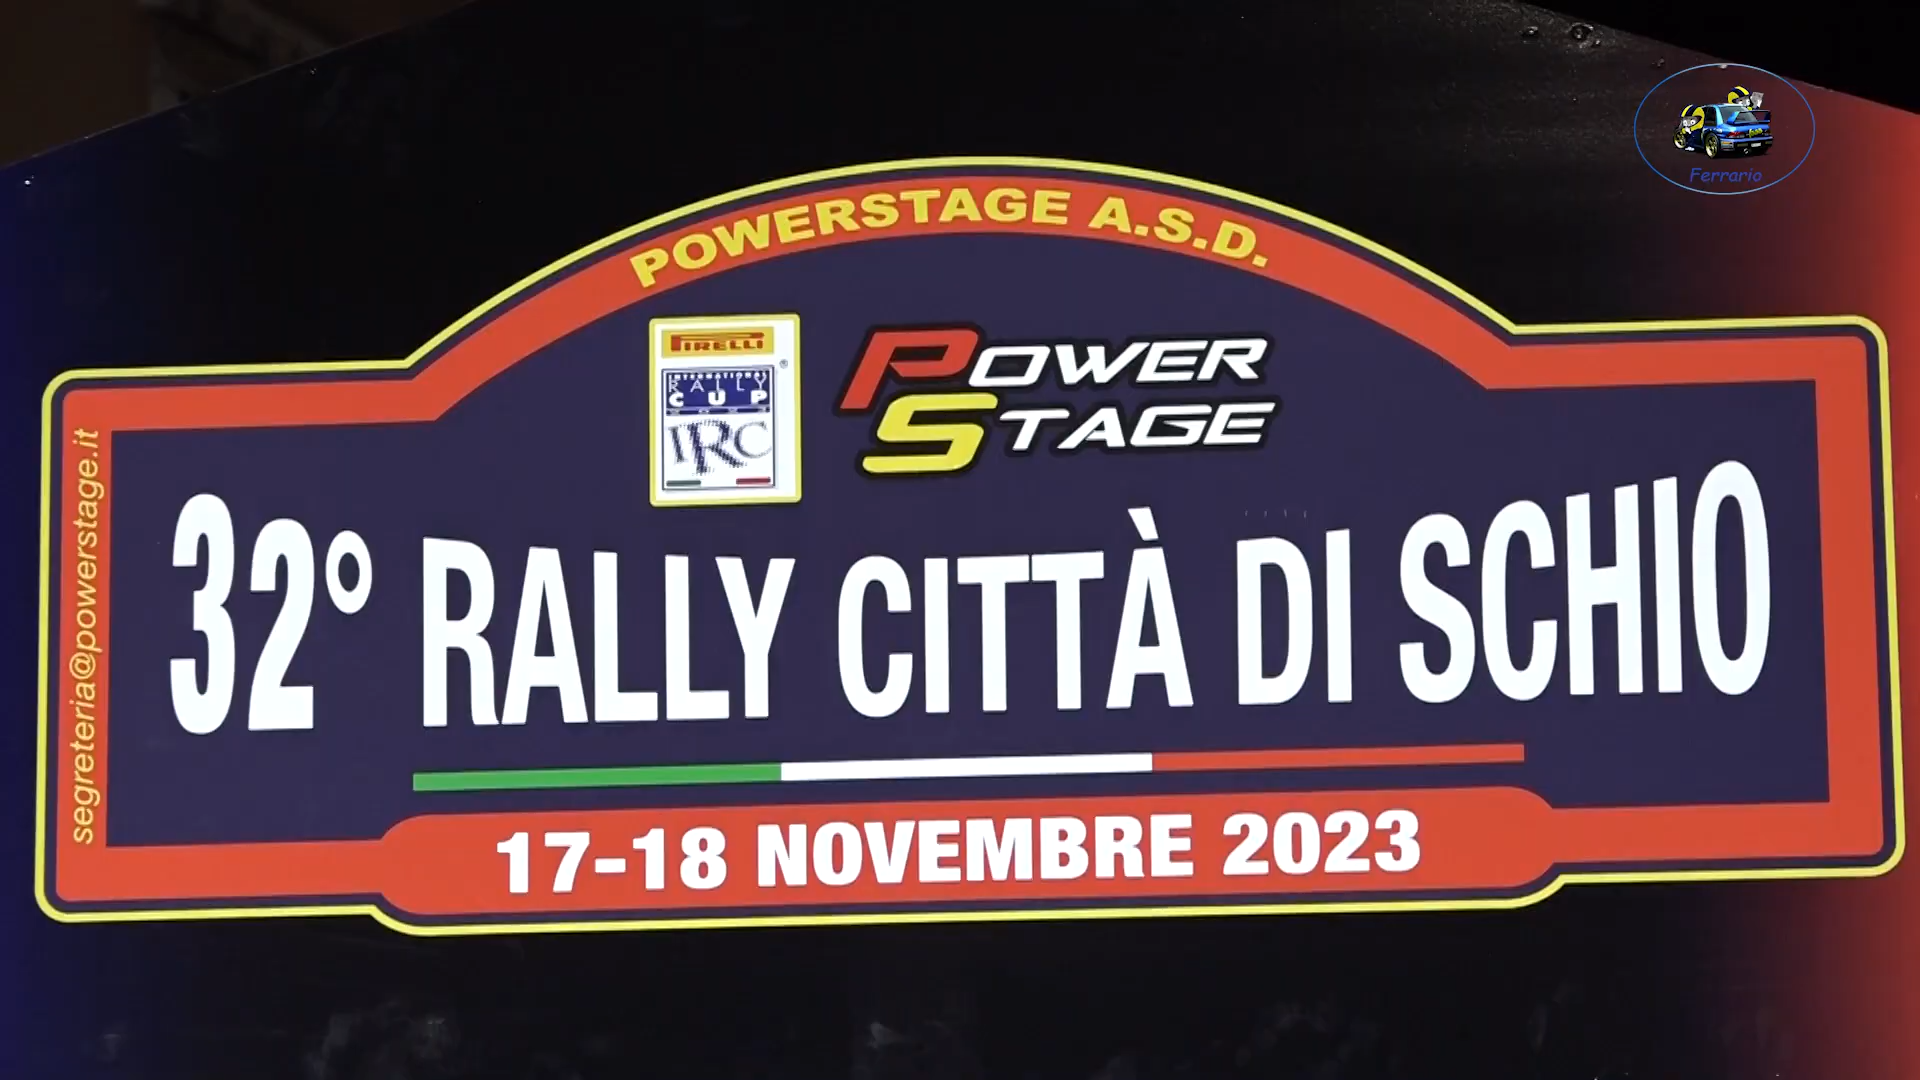 Ferrario
POWERSTAGE A.S.D.
PIRELLI
INTERNATIONAL
RALLY
CUP
IRC
POWER
STAGE
segreteria@powerstage.it
32° RALLY CITTÀ DI SCHIO
17-18 NOVEMBRE 2023